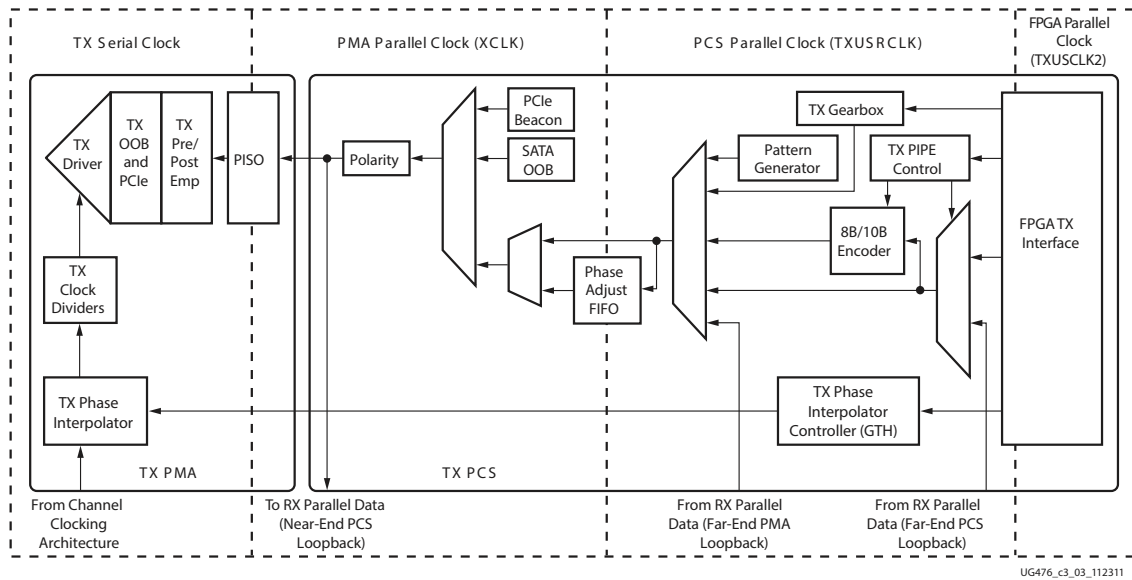 TX Serial Clock
PMA Parallel Clock (XCLK)
PCS Parallel Clock (TXUSRCLK)
FPGA Parallel
Clock
(TXUSCLK2)
TX
Driver
TX
OOB
and
PCIe
TX
Pre/
Post
Emp
PISO
Polarity
PCIe
Beacon
SATA
OOB
TX Gearbox
Pattern
Generator
TX PIPE
Control
FPGA TX
Interface
8B/10B
Encoder
Phase
Adjust
FIFO
TX
Clock
Dividers
TX Phase
Interpolator
TX Phase
Interpolator
Controller (GTH)
TX PMA
TX PCS
From Channel
Clocking
Architecture
To RX Parallel Data
(Near-End PCS
Loopback)
From RX Parallel
Data (Far-End PMA
Loopback)
From RX Parallel
Data (Far-End PCS
Loopback)
UG476_c3_03_112311